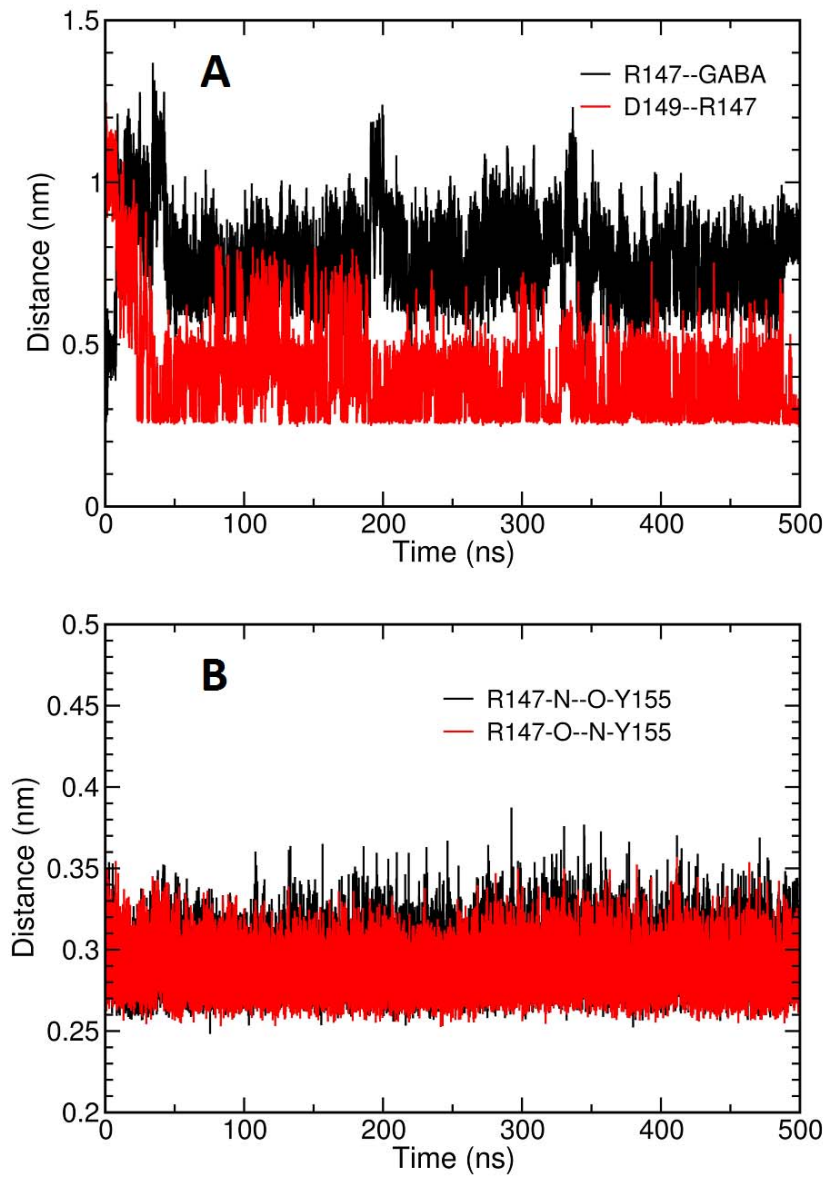 A
R147--GABA
D149--R147
1.5
1
0.5
0
Distance (nm)
0 100 200 300 400 500
Time (ns)
B
R147-N--O-Y155
R147-O--N-Y155
0.5
0.45
0.4
0.35
0.3
0.25
0.2
Distance (nm)
0 100 200 300 400 500
Time (ns)